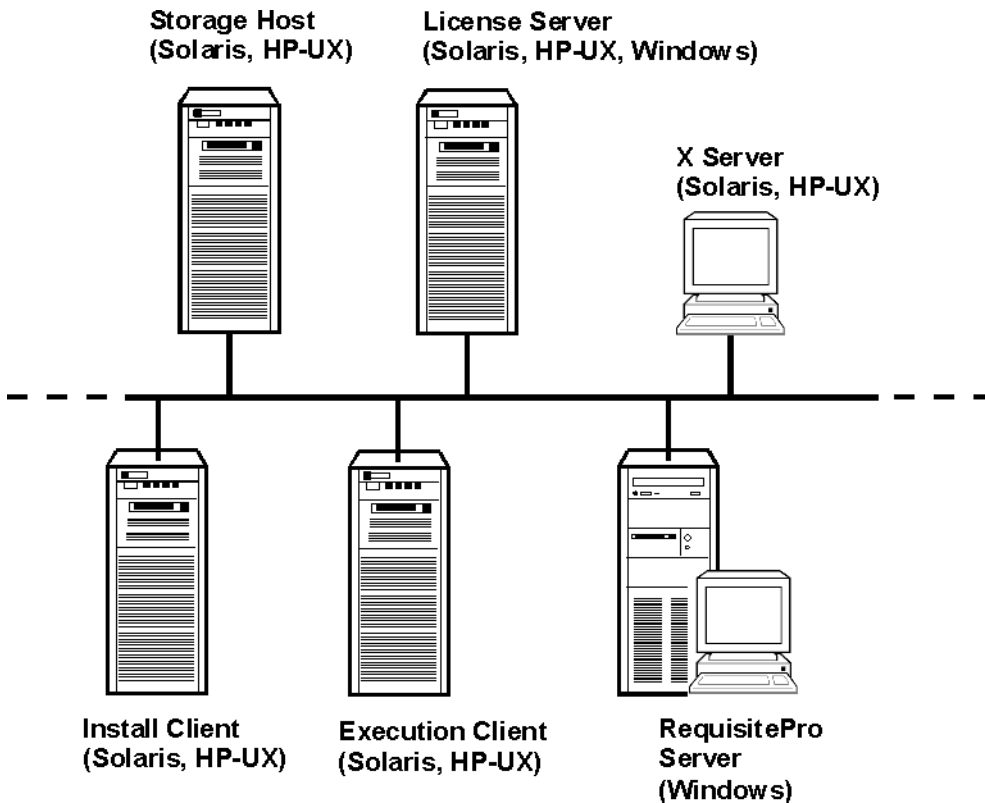 Storage Host
(Solaris, HP-UX)
License Server
(Solaris, HP-UX, Windows)
X Server
(Solaris, HP-UX)
Install Client
(Solaris, HP-UX)
Execution Client
(Solaris, HP-UX)
RequisitePro
Server
(Windows)